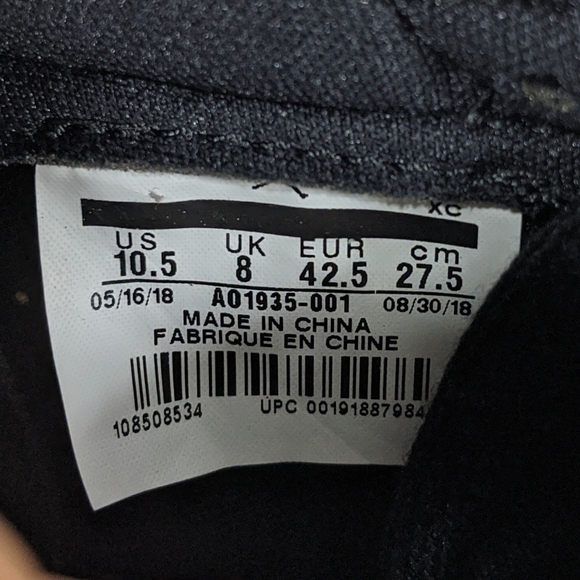 XC
US UK EUR cm
10.5 8 42.5 27.5
05/16/18 AO1935-001 08/30/18
MADE IN CHINA
FABRIQUE EN CHINE
108508534 UPC 00191887984